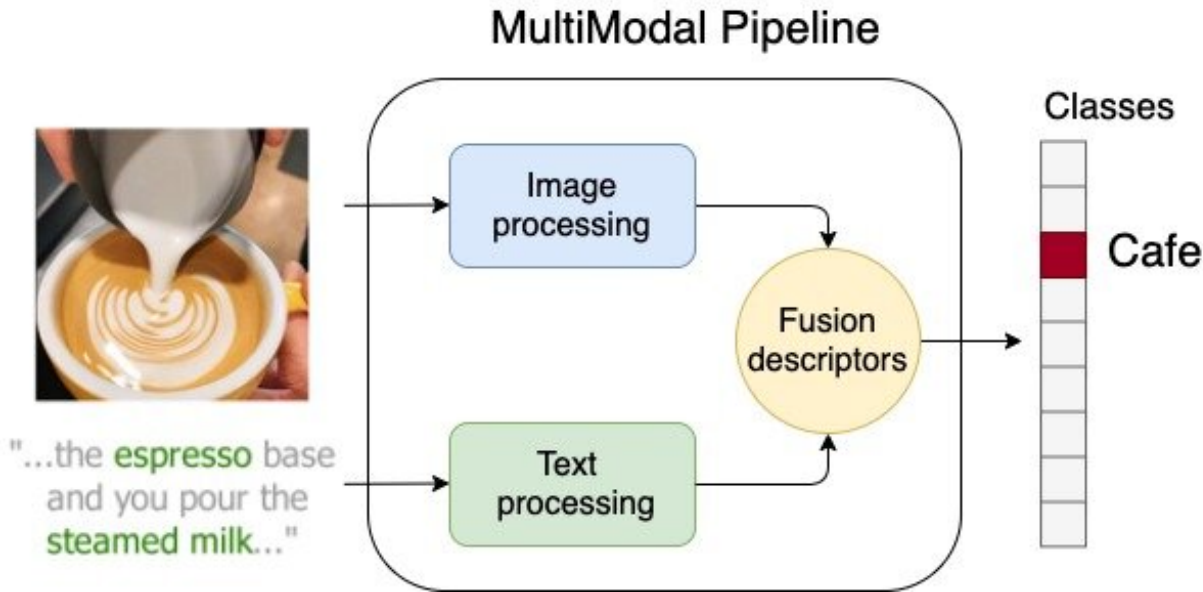 MultiModal Pipeline
Image
processing
Classes
Cafe
Fusion
descriptors
"...the espresso base
and you pour the
steamed milk..."
Text
processing